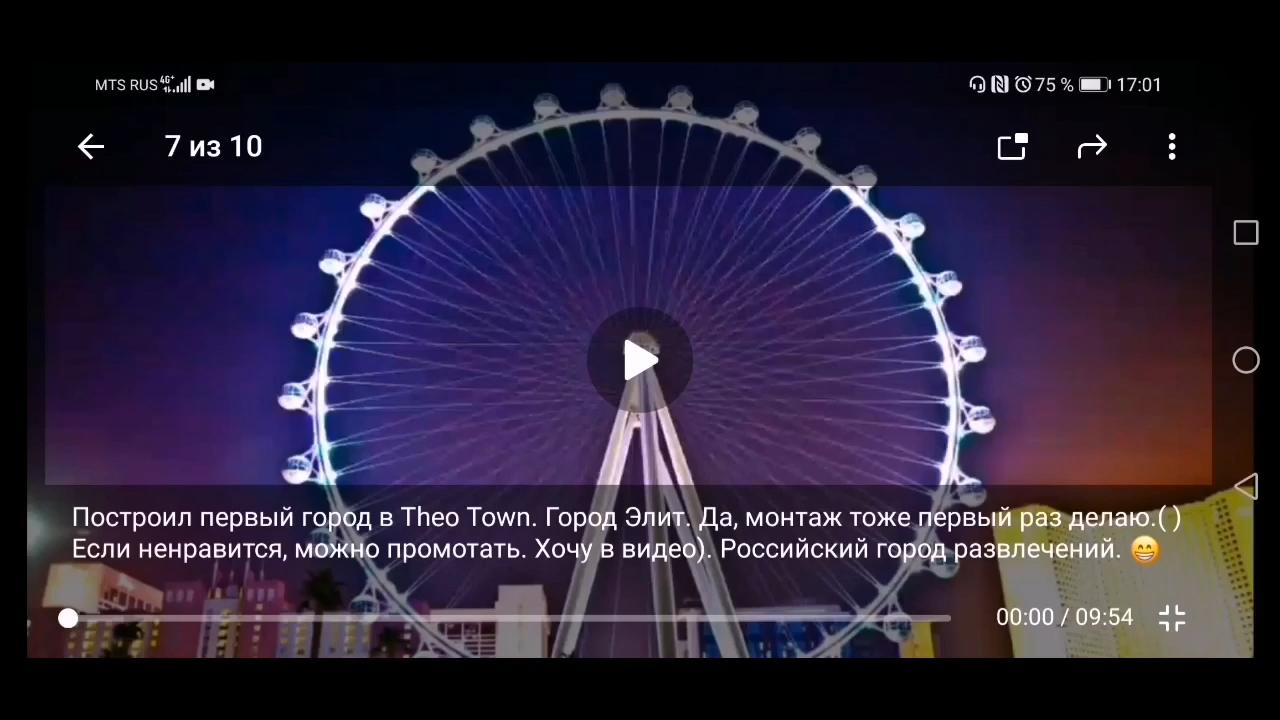 MTS RUS 4G+ 75 % 17:01
7 из 10
Построил первый город в Theo Town. Город Элит. Да, монтаж тоже первый раз делаю.( )
Если ненравится, можно промотать. Хочу в видео). Российский город развлечений. 😁
00:00 / 09:54